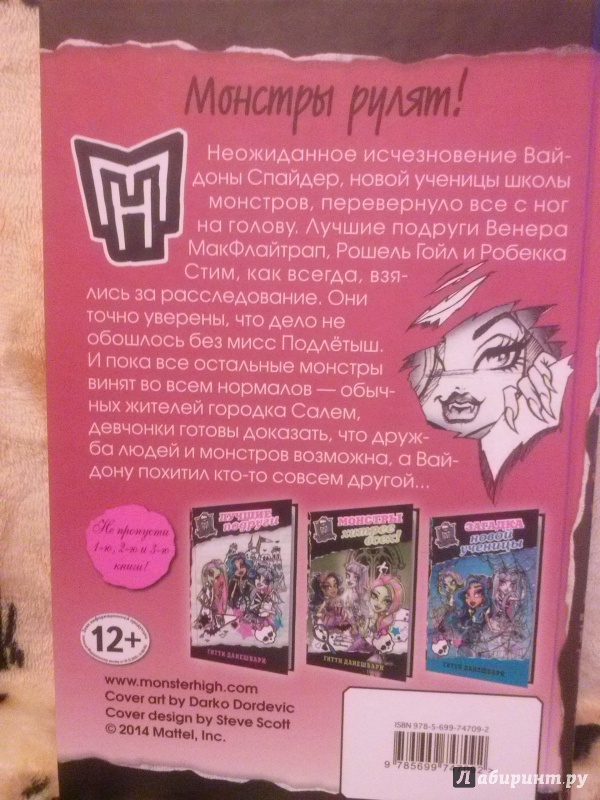 Монстры рулят!
MH
Неожиданное исчезновение Вай-
доны Спайдер, новой ученицы школы
монстров, перевернуло все с ног
на голову. Лучшие подруги Венера
МакФлайтрап, Рошель Гойл и Робекка
Стим, как всегда, взя-
лись за расследование. Они
точно уверены, что дело не
обошлось без мисс Подлётыш.
И пока все остальные монстры
винят во всем нормалов — обыч-
ных жителей городка Салем,
девчонки готовы доказать, что друж-
ба людей и монстров возможна, а Вай-
дону похитил кто-то совсем другой...
Не пропусти
1-ю, 2-ю и 3-ю
книги!
ЛУЧШИЕ
подруги
МОНСТРЫ
всех!
ГИТТИ ДАНЕШВАРИ
ЗАГАДКА
новой
ученицы
ГИТТИ ДАНЕШВАРИ
12+
www.monsterhigh.com
Cover art by Darko Dordevic
Cover design by Steve Scott
© 2014 Mattel, Inc.
ISBN 978-5-699-74709-2
9 785699
Лабиринт.ру